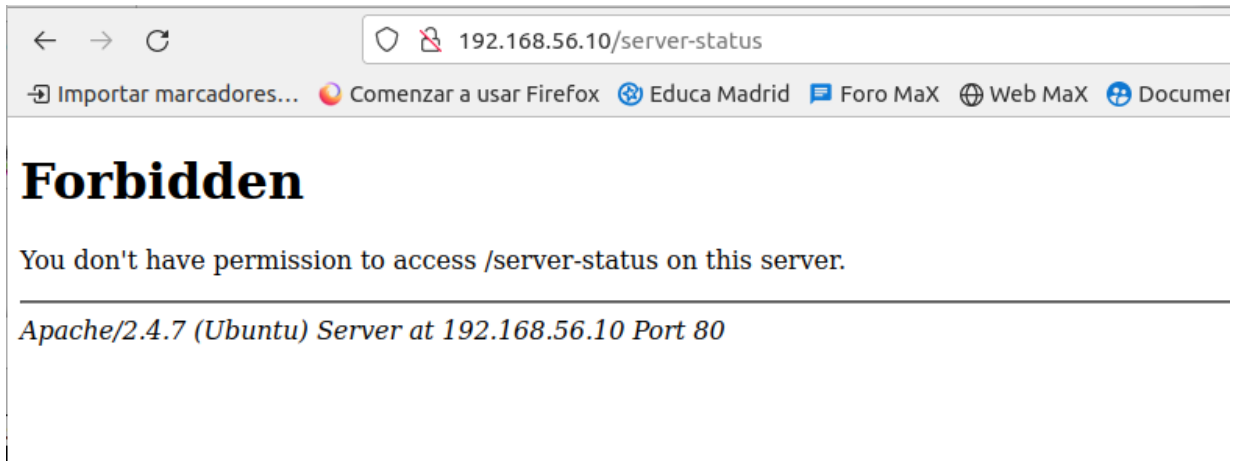 192.168.56.10/server-status
Importar marcadores... Comenzar a usar Firefox Educa Madrid Foro MaX Web MaX Documen
Forbidden
You don't have permission to access /server-status on this server.
Apache/2.4.7 (Ubuntu) Server at 192.168.56.10 Port 80